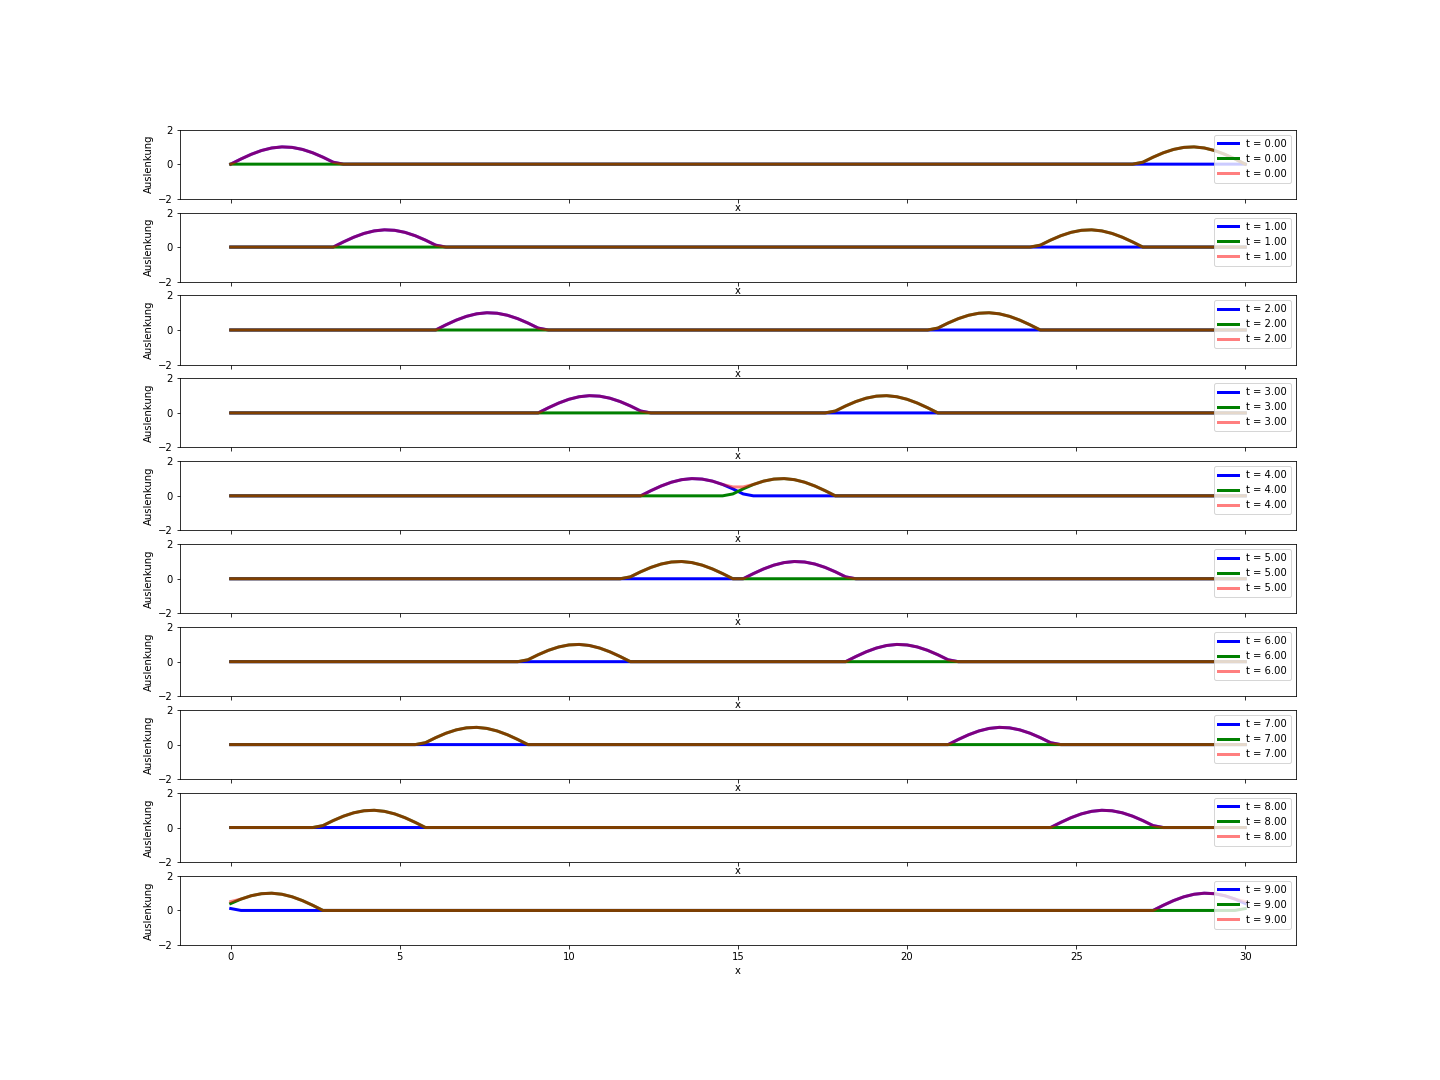 2
t = 0.00
Auslenkung
0
t = 0.00
t = 0.00
−2
x
2
t = 1.00
Auslenkung
0
t = 1.00
t = 1.00
−2
x
2
t = 2.00
Auslenkung
0
t = 2.00
t = 2.00
−2
x
2
t = 3.00
Auslenkung
0
t = 3.00
t = 3.00
−2
x
2
t = 4.00
Auslenkung
0
t = 4.00
t = 4.00
−2
x
2
t = 5.00
Auslenkung
0
t = 5.00
t = 5.00
−2
x
2
t = 6.00
Auslenkung
0
t = 6.00
t = 6.00
−2
x
2
t = 7.00
Auslenkung
0
t = 7.00
t = 7.00
−2
x
2
t = 8.00
Auslenkung
0
t = 8.00
t = 8.00
−2
x
2
t = 9.00
Auslenkung
0
t = 9.00
t = 9.00
−2
0 5 10 15 20 25 30
x